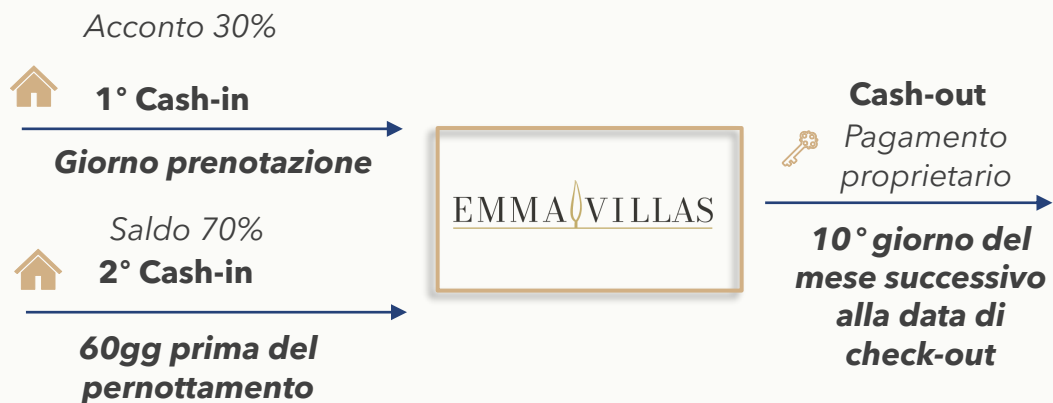 Acconto 30%
1° Cash-in
Giorno prenotazione
Saldo 70%
2° Cash-in
60gg prima del
pernottamento
EMMA VILLAS
Cash-out
Pagamento
proprietario
10° giorno del
mese successivo
alla data di
check-out